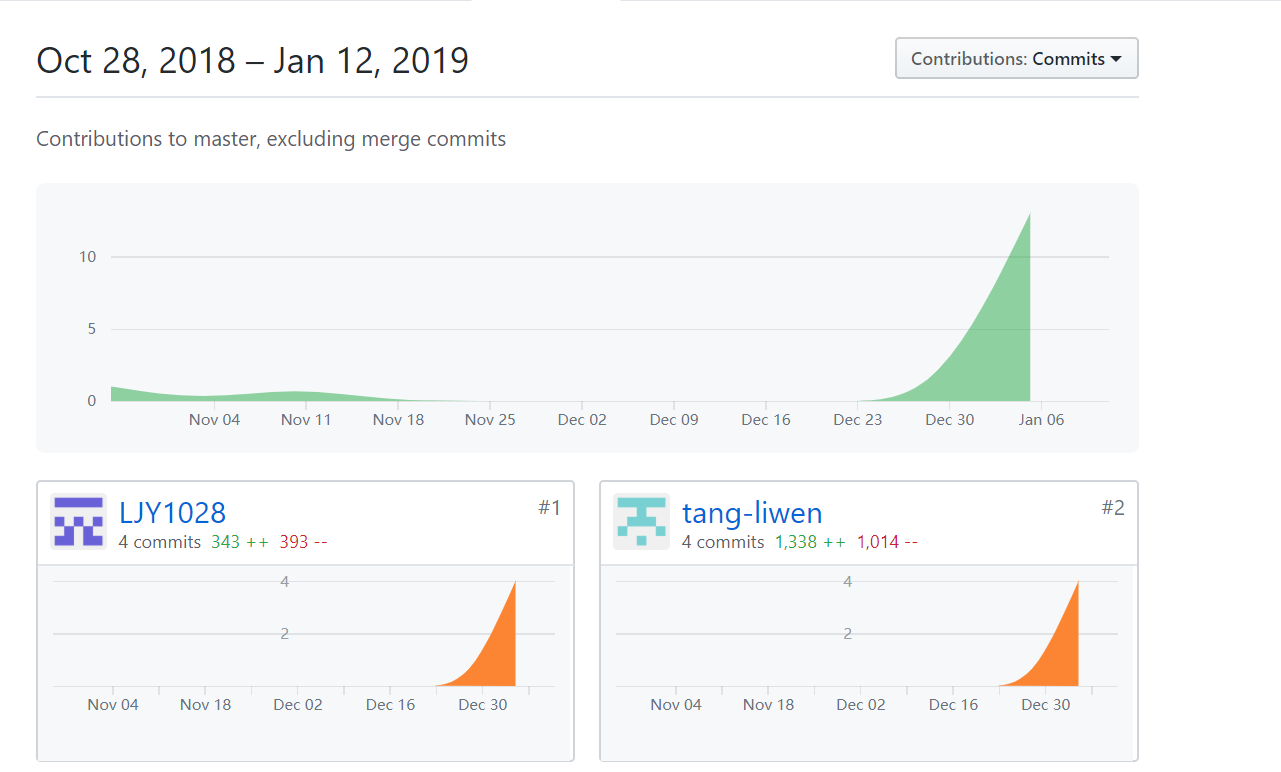 Oct 28, 2018 – Jan 12, 2019
Contributions: Commits
Contributions to master, excluding merge commits
10
5
0
Nov 04 Nov 11 Nov 18 Nov 25 Dec 02 Dec 09 Dec 16 Dec 23 Dec 30 Jan 06
LJY1028 #1
4 commits 343 ++ 393 --
4
2
Nov 04 Nov 18 Dec 02 Dec 16 Dec 30
tang-liwen #2
4 commits 1,338 ++ 1,014 --
4
2
Nov 04 Nov 18 Dec 02 Dec 16 Dec 30